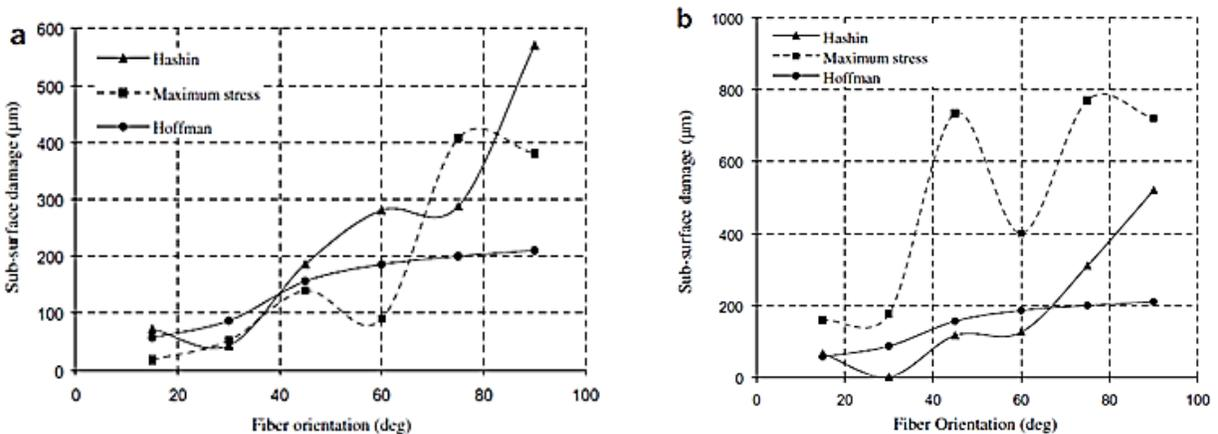 a
600
500
400
300
200
100
0
Sub-surface damage (µm)
Hashin
Maximum stress
Hoffman
0 20 40 60 80 100
Fiber orientation (deg)
b
1000
800
600
400
200
0
Sub-surface damage (µm)
Hashin
Maximum stress
Hoffman
0 20 40 60 80 100
Fiber Orientation (deg)